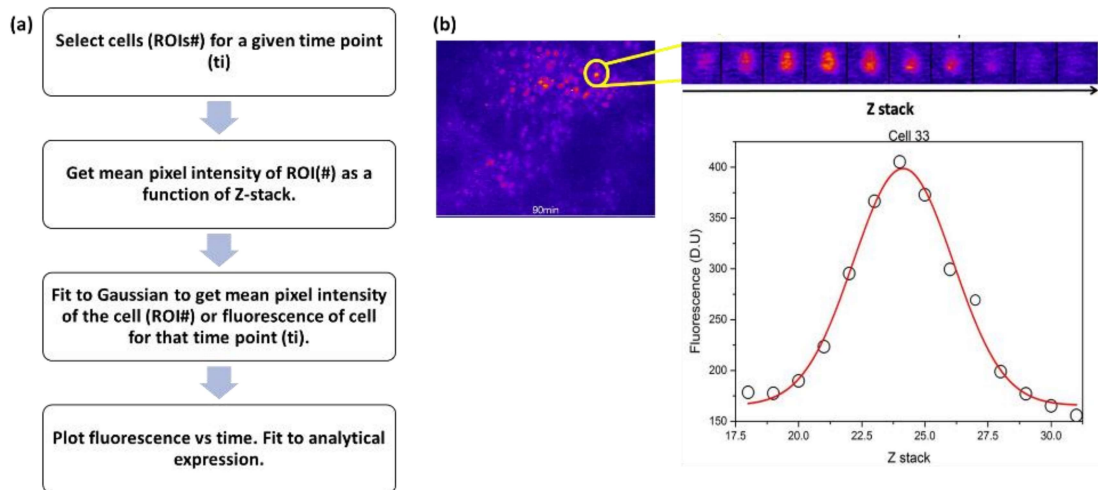 (a)
Select cells (ROIs#) for a given time point
(ti)
Get mean pixel intensity of ROI(#) as a
function of Z-stack.
Fit to Gaussian to get mean pixel intensity
of the cell (ROI#) or fluorescence of cell
for that time point (ti).
Plot fluorescence vs time. Fit to analytical
expression.
(b)
90min
Z stack
Cell 33
Fluorescence (D.U)
400
350
300
250
200
150
17.5 20.0 22.5 25.0 27.5 30.0
Z stack